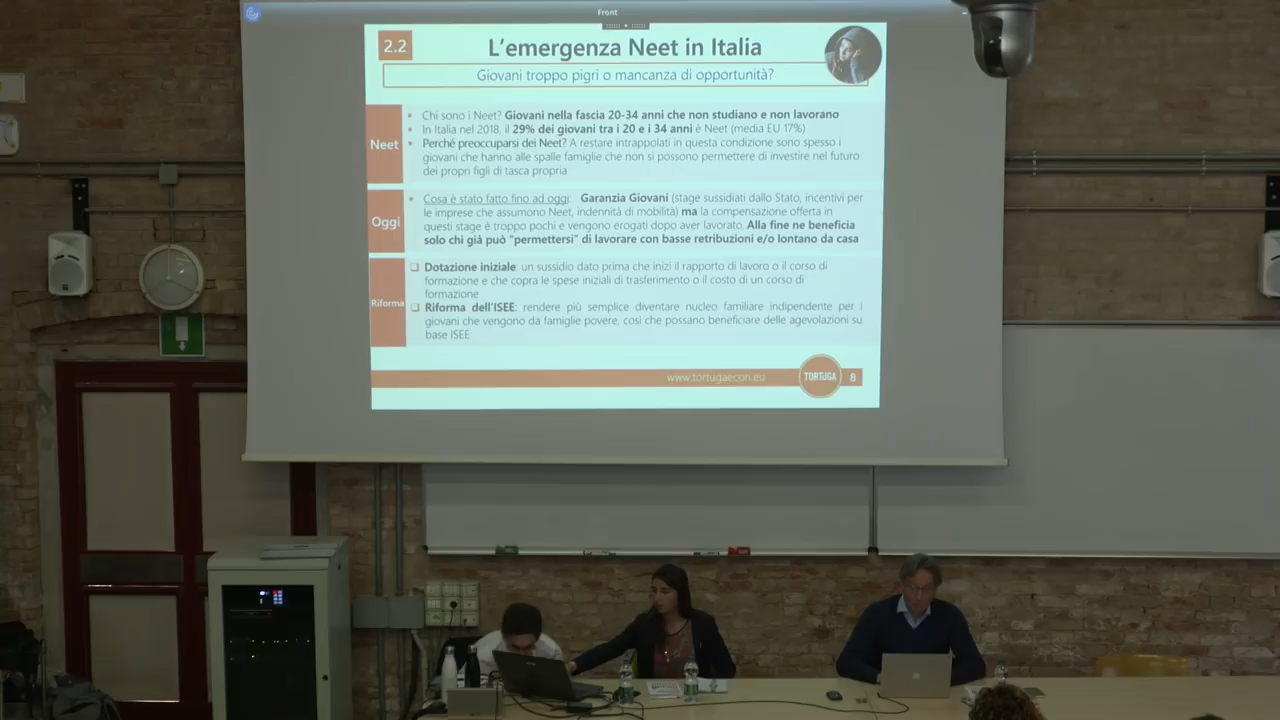 Front
2.2
L'emergenza Neet in Italia
Giovani troppo pigri o mancanza di opportunità?
Neet
Chi sono i Neet? Giovani nella fascia 20-34 anni che non studiano e non lavorano
In Italia nel 2018, il 29% dei giovani tra i 20 e i 34 anni è Neet (media EU 17%)
Perché preoccuparsi dei Neet? A restare intrappolati in questa condizione sono spesso i
giovani che hanno alle spalle famiglie che non si possono permettere di investire nel futuro
dei propri figli di tasca propria
Oggi
Cosa è stato fatto fino ad oggi: Garanzia Giovani (stage sussidiati dallo Stato, incentivi per
le imprese che assumono Neet, indennità di mobilità) ma la compensazione offerta in
questi stage è troppo pochi e vengono erogati dopo aver lavorato. Alla fine ne beneficia
solo chi già può "permettersi" di lavorare con basse retribuzioni e/o lontano da casa
Riforma
Dotazione iniziale: un sussidio dato prima che inizi il rapporto di lavoro o il corso di
formazione e che copra le spese iniziali di trasferimento o il costo di un corso di
formazione
Riforma dell'ISEE: rendere più semplice diventare nucleo familiare indipendente per i
giovani che vengono da famiglie povere, così che possano beneficiare delle agevolazioni su
base ISEE
www.tortugaecon.eu
TORTUGA
8